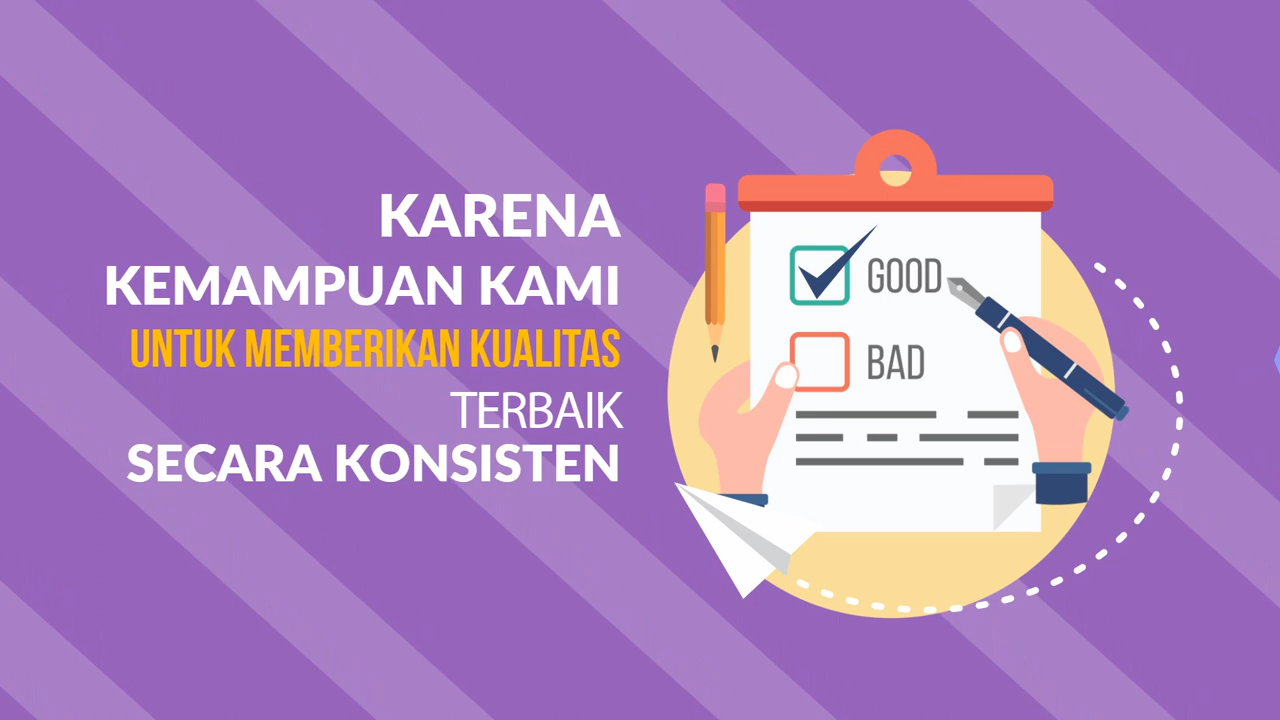 KARENA
KEMAMPUAN KAMI
UNTUK MEMBERIKAN KUALITAS
TERBAIK
SECARA KONSISTEN
GOOD
BAD